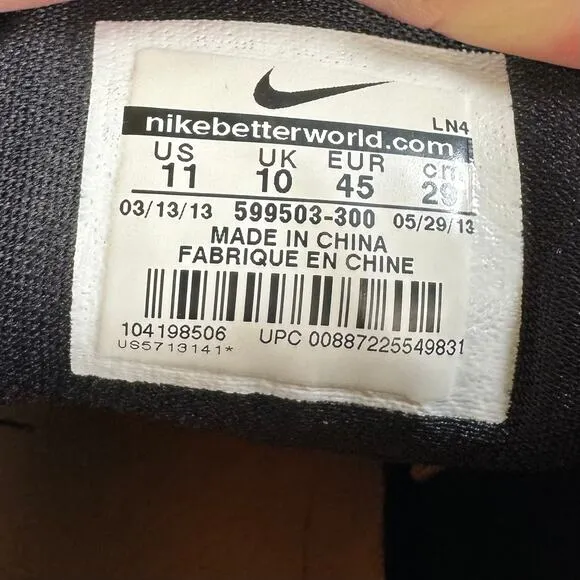 LN4
nikebetterworld.com
US UK EUR cm
11 10 45 29
03/13/13 599503-300 05/29/13
MADE IN CHINA
FABRIQUE EN CHINE
104198506 UPC 00887225549831
US5713141*